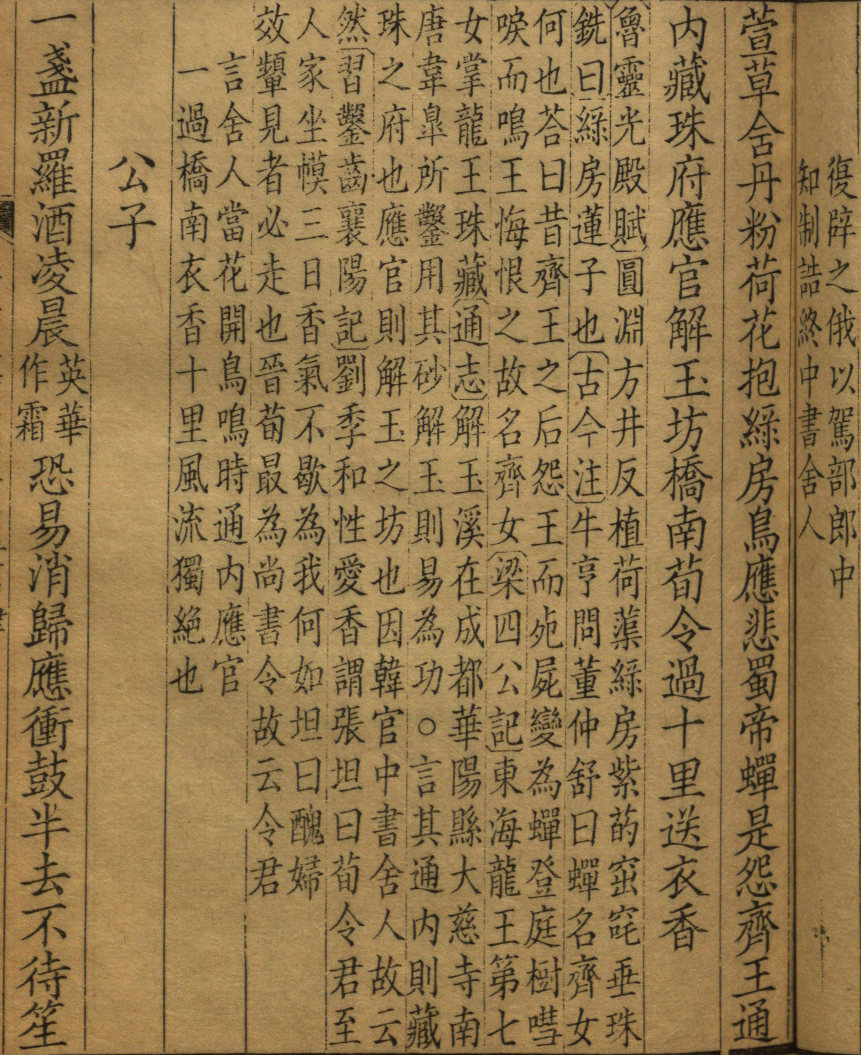 復辟之俄以駕部郎中
知制誥終中書舍人
萱草含丹粉荷花抱綠房鳥應悲蜀帝蟬是怨齊王通
內藏珠府應官解玉坊橋南荀令過十里送衣香
魯靈光殿賦圓淵方井反植荷蕖綠房紫菂窋窀垂珠
銑曰綠房蓮子也古今注牛亨問董仲舒曰蟬名齊女
何也荅曰昔齊王之后怨王而死屍變為蟬登庭樹嘒
唳而鳴王悔恨之故名齊女梁四公記東海龍王第七
女掌龍王珠藏通志解玉溪在成都華陽縣大慈寺南
唐韋臯所鑿用其砂解玉則易為功○言其通內則藏
珠之府也應官則解玉之坊也因韓官中書舍人故云
然習鑿齒襄陽記劉季和性愛香謂張坦曰荀令君至
人家坐幙三日香氣不歇為我何如坦曰醜婦
效顰見者必走也晉荀最為尚書令故云令君
言舍人當花開鳥鳴時通內應官
一過橋南衣香十里風流獨絕也
公子
一盞新羅酒凌晨英華作霜恐易消歸應衝鼓半去不待笙